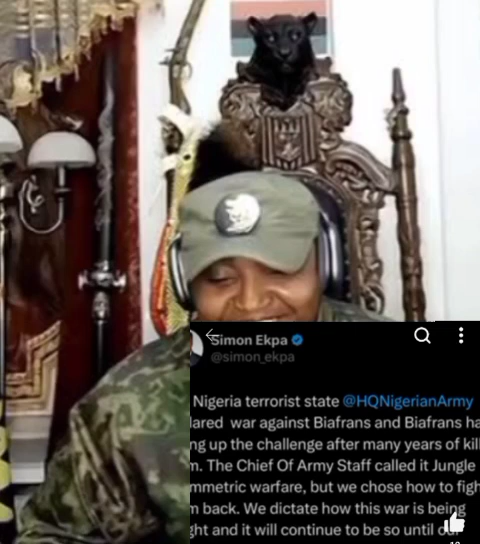 Simon Ekpa
@simon_ekpa
Nigeria terrorist state @HQNigerianArmy
war against Biafrans and Biafrans
up the challenge after many years of
The Chief Of Army Staff called it Jungle
warfare, but we chose how to
back. We dictate how this war is being
and it will continue to be so until